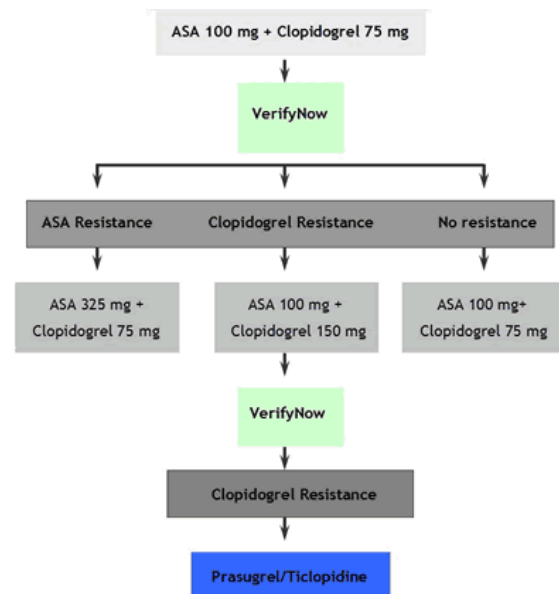 ASA 100 mg + Clopidogrel 75 mg
VerifyNow
ASA Resistance
Clopidogrel Resistance
No resistance
ASA 325 mg +
Clopidogrel 75 mg
ASA 100 mg +
Clopidogrel 150 mg
ASA 100 mg+
Clopidogrel 75 mg
VerifyNow
Clopidogrel Resistance
Prasugrel/Ticlopidine